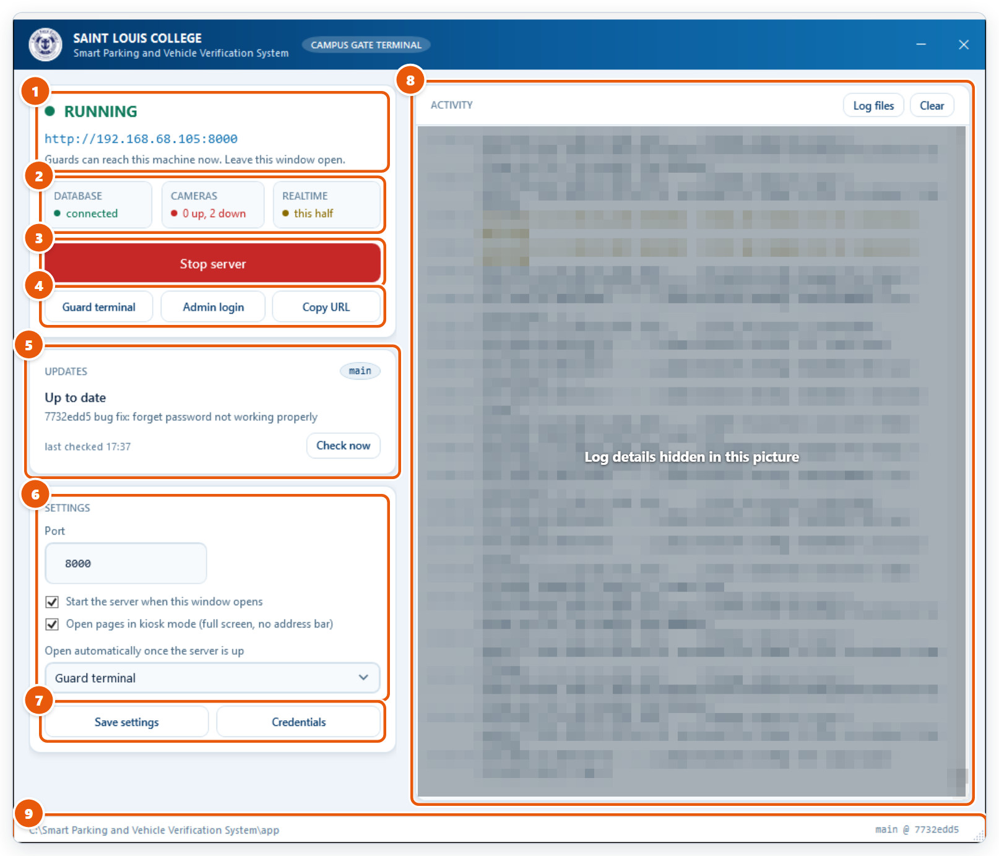 SAINT LOUIS COLLEGE
Smart Parking and Vehicle Verification System
CAMPUS GATE TERMINAL
1
RUNNING
http://192.168.68.105:8000
Guards can reach this machine now. Leave this window open.
2
DATABASE
connected
CAMERAS
0 up, 2 down
REALTIME
this half
3
Stop server
4
Guard terminal
Admin login
Copy URL
5
UPDATES
main
Up to date
7732edd5 bug fix: forget password not working properly
last checked 17:37
Check now
6
SETTINGS
Port
8000
Start the server when this window opens
Open pages in kiosk mode (full screen, no address bar)
Open automatically once the server is up
Guard terminal
7
Save settings
Credentials
8
ACTIVITY
Log files
Clear
Log details hidden in this picture
9
C:\Smart Parking and Vehicle Verification System\app
main @ 7732edd5